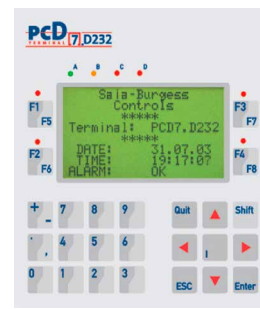 PCD [7].D232
TERMINAL
A B C D
Saia-Burgess
Controls
*****
Terminal: PCD7.D232
*****
DATE: 31.07.03
TIME: 19:17:07
ALARM: OK
F1
F5
F2
F6
F3
F7
F4
F8
+ - 7 8 9
. , 4 5 6
0 1 2 3
Quit Shift
ESC Enter